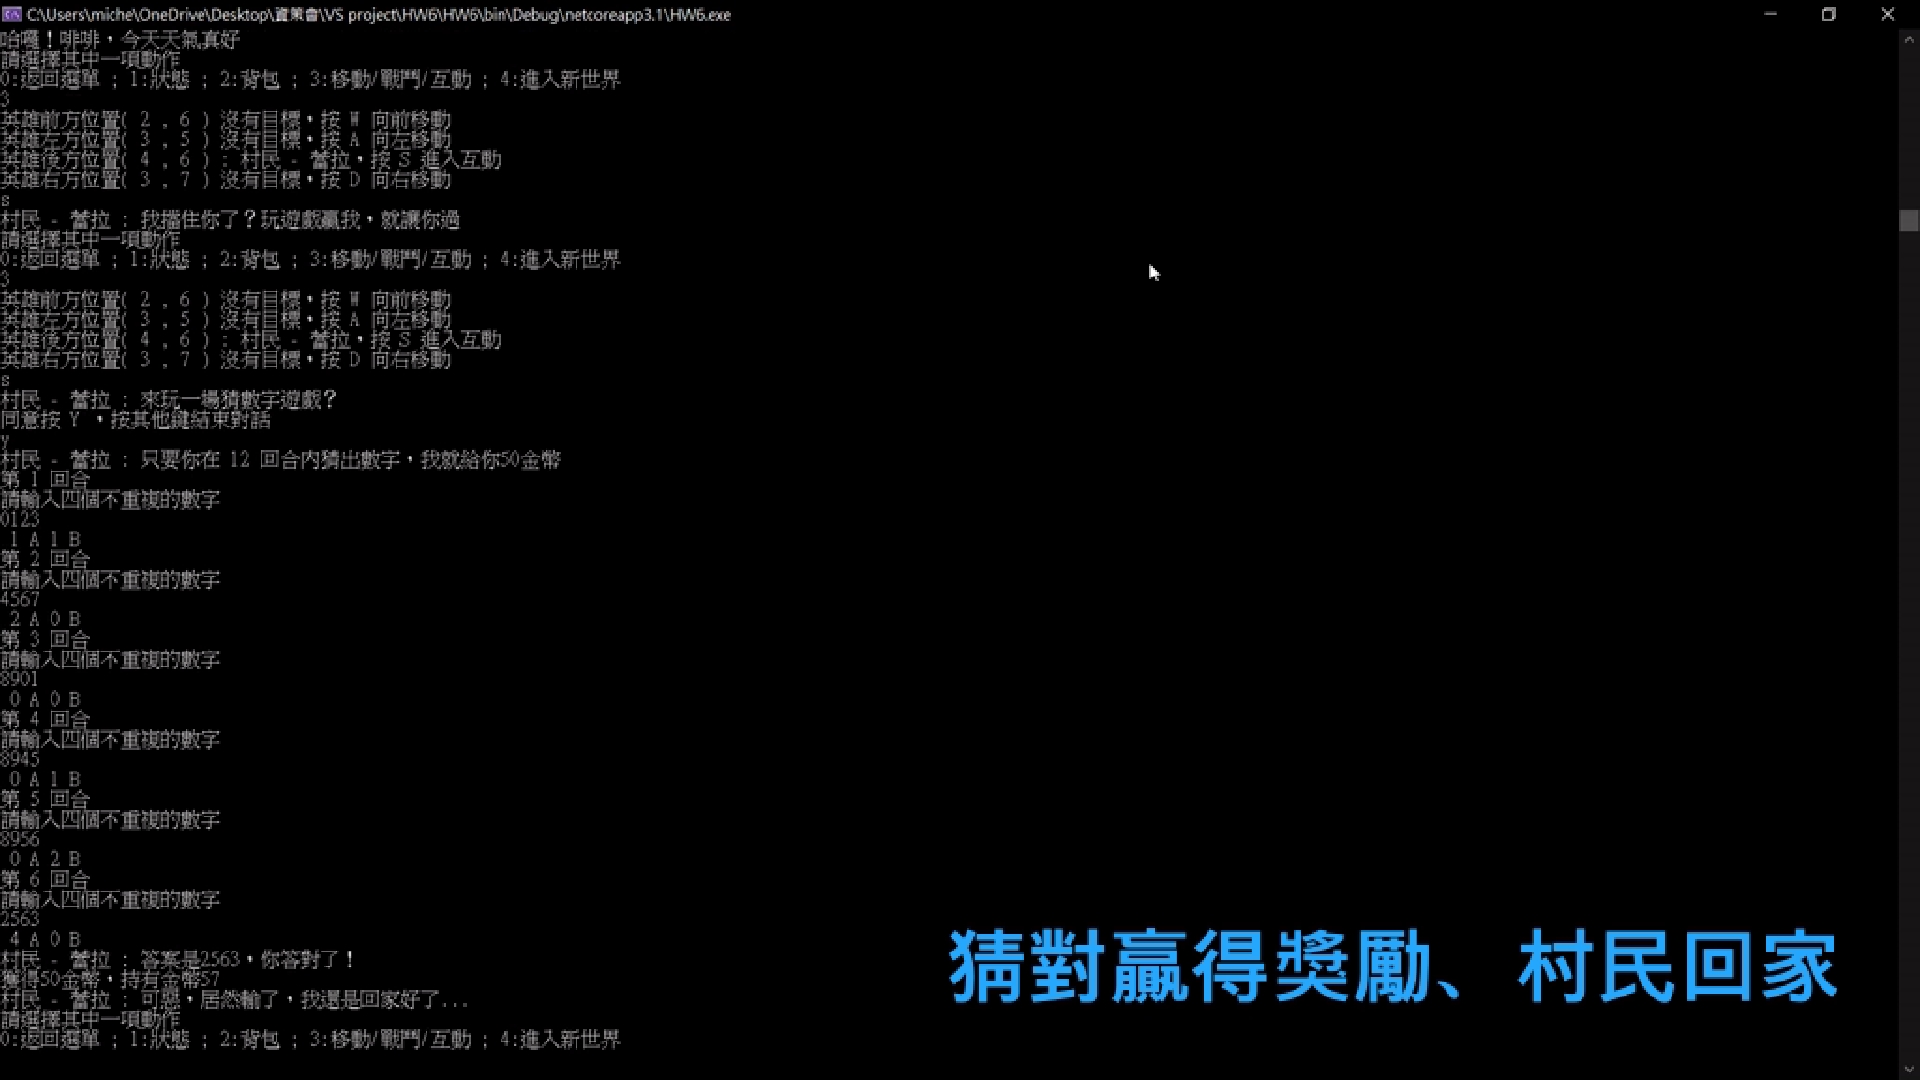 C:\Users\miche\OneDrive\Desktop\資策會\VS project\HW6\HW6\bin\Debug\netcoreapp3.1\HW6.exe
哈囉！啡啡，今天天氣真好
請選擇其中一項動作
0:返回選單 ; 1:狀態 ; 2:背包 ; 3:移動/戰鬥/互動 ; 4:進入新世界
3
英雄前方位置( 2 , 6 ) 沒有目標，按 W 向前移動
英雄左方位置( 3 , 5 ) 沒有目標，按 A 向左移動
英雄後方位置( 4 , 6 ) : 村民 - 蕾拉，按 S 進入互動
英雄右方位置( 3 , 7 ) 沒有目標，按 D 向右移動
s
村民 - 蕾拉 : 我擋住你了？玩遊戲贏我，就讓你過
請選擇其中一項動作
0:返回選單 ; 1:狀態 ; 2:背包 ; 3:移動/戰鬥/互動 ; 4:進入新世界
3
英雄前方位置( 2 , 6 ) 沒有目標，按 W 向前移動
英雄左方位置( 3 , 5 ) 沒有目標，按 A 向左移動
英雄後方位置( 4 , 6 ) : 村民 - 蕾拉，按 S 進入互動
英雄右方位置( 3 , 7 ) 沒有目標，按 D 向右移動
s
村民 - 蕾拉 : 來玩一場猜數字遊戲？
同意按 Y ，按其他鍵結束對話
y
村民 - 蕾拉 : 只要你在 12 回合內猜出數字，我就給你50金幣
第 1 回合
請輸入四個不重複的數字
0123
1 A 1 B
第 2 回合
請輸入四個不重複的數字
4567
2 A 0 B
第 3 回合
請輸入四個不重複的數字
8901
0 A 0 B
第 4 回合
請輸入四個不重複的數字
8945
0 A 1 B
第 5 回合
請輸入四個不重複的數字
8956
0 A 2 B
第 6 回合
請輸入四個不重複的數字
2563
4 A 0 B
村民 - 蕾拉 : 答案是2563，你答對了！
獲得50金幣，持有金幣57
村民 - 蕾拉 : 可惡，居然輸了，我還是回家好了...
請選擇其中一項動作
0:返回選單 ; 1:狀態 ; 2:背包 ; 3:移動/戰鬥/互動 ; 4:進入新世界
猜對贏得獎勵、村民回家